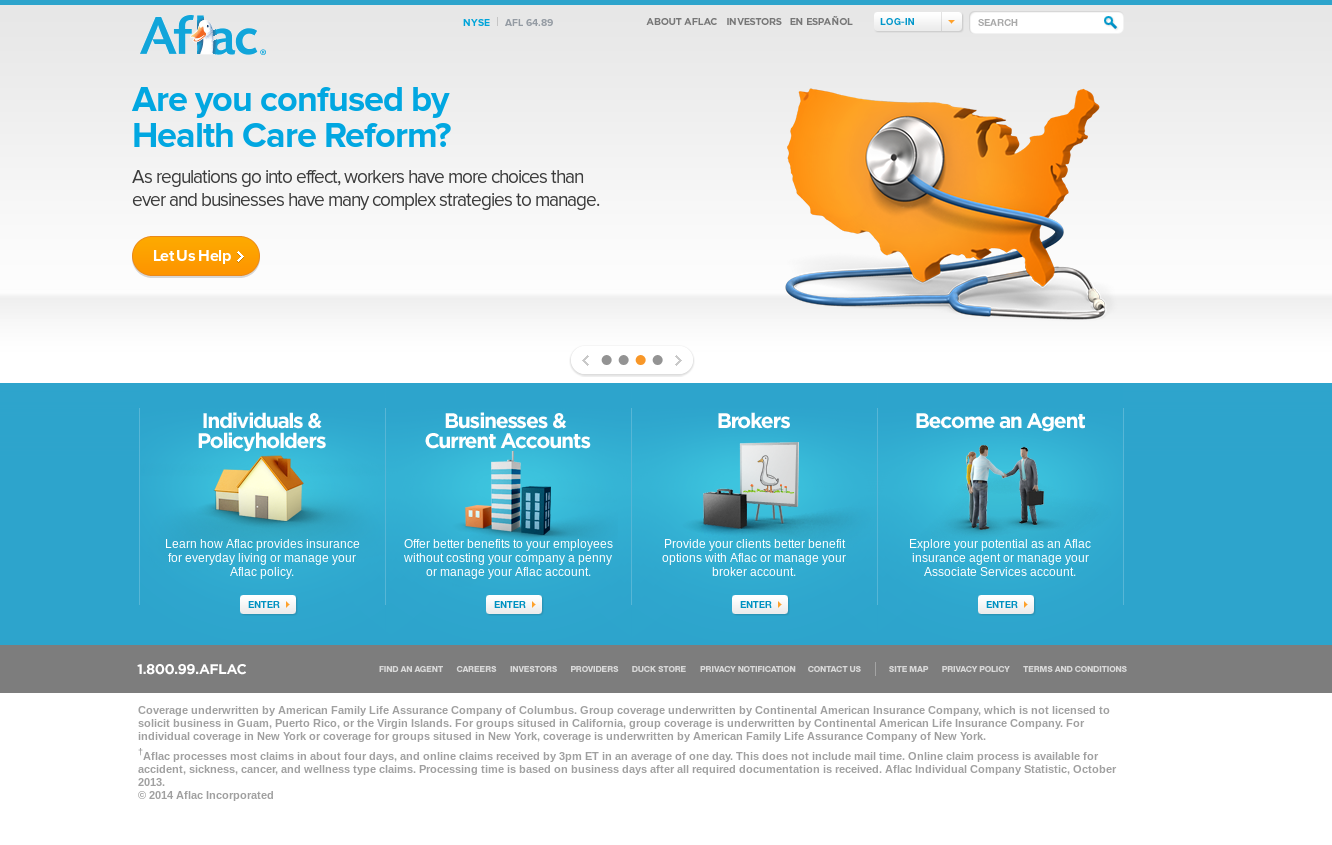 Aflac®
NYSE | AFL 64.89
ABOUT AFLAC INVESTORS EN ESPAÑOL
LOG-IN
SEARCH
Are you confused by
Health Care Reform?
As regulations go into effect, workers have more choices than
ever and businesses have many complex strategies to manage.
Let Us Help
Individuals &
Policyholders
Learn how Aflac provides insurance
for everyday living or manage your
Aflac policy.
ENTER
Businesses &
Current Accounts
Offer better benefits to your employees
without costing your company a penny
or manage your Aflac account.
ENTER
Brokers
Provide your clients better benefit
options with Aflac or manage your
broker account.
ENTER
Become an Agent
Explore your potential as an Aflac
insurance agent or manage your
Associate Services account.
ENTER
1.800.99.AFLAC
FIND AN AGENT CAREERS INVESTORS PROVIDERS DUCK STORE PRIVACY NOTIFICATION CONTACT US | SITE MAP PRIVACY POLICY TERMS AND CONDITIONS
Coverage underwritten by American Family Life Assurance Company of Columbus. Group coverage underwritten by Continental American Insurance Company, which is not licensed to
solicit business in Guam, Puerto Rico, or the Virgin Islands. For groups sitused in California, group coverage is underwritten by Continental American Life Insurance Company. For
individual coverage in New York or coverage for groups sitused in New York, coverage is underwritten by American Family Life Assurance Company of New York.
†Aflac processes most claims in about four days, and online claims received by 3pm ET in an average of one day. This does not include mail time. Online claim process is available for
accident, sickness, cancer, and wellness type claims. Processing time is based on business days after all required documentation is received. Aflac Individual Company Statistic, October
2013.
© 2014 Aflac Incorporated